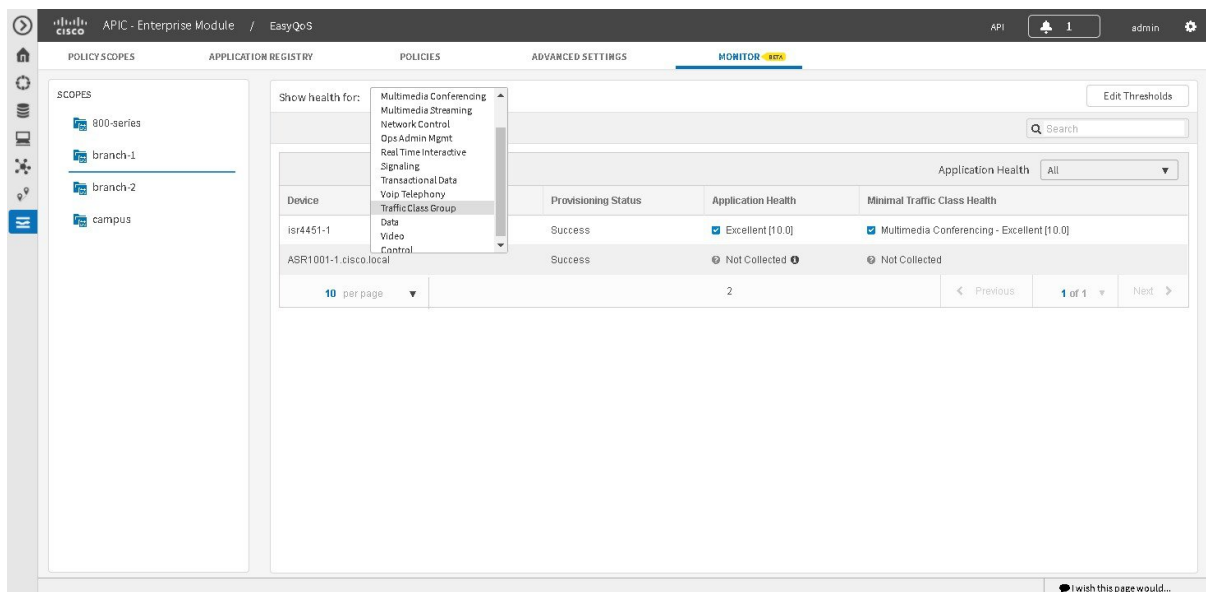 cisco APIC - Enterprise Module / EasyQoS API 1 admin
POLICY SCOPES APPLICATION REGISTRY POLICIES ADVANCED SETTINGS MONITOR BETA
SCOPES
800-series
branch-1
branch-2
campus
Show health for:
Multimedia Conferencing
Multimedia Streaming
Network Control
Ops Admin Mgmt
Real Time Interactive
Signaling
Transactional Data
Voip Telephony
Traffic Class Group
Data
Video
Control
Edit Thresholds
Search
Application Health All
Device Provisioning Status Application Health Minimal Traffic Class Health
isr4451-1 Success Excellent [10.0] Multimedia Conferencing - Excellent [10.0]
ASR1001-1.cisco.local Success Not Collected Not Collected
10 per page 2 Previous 1 of 1 Next
I wish this page would...